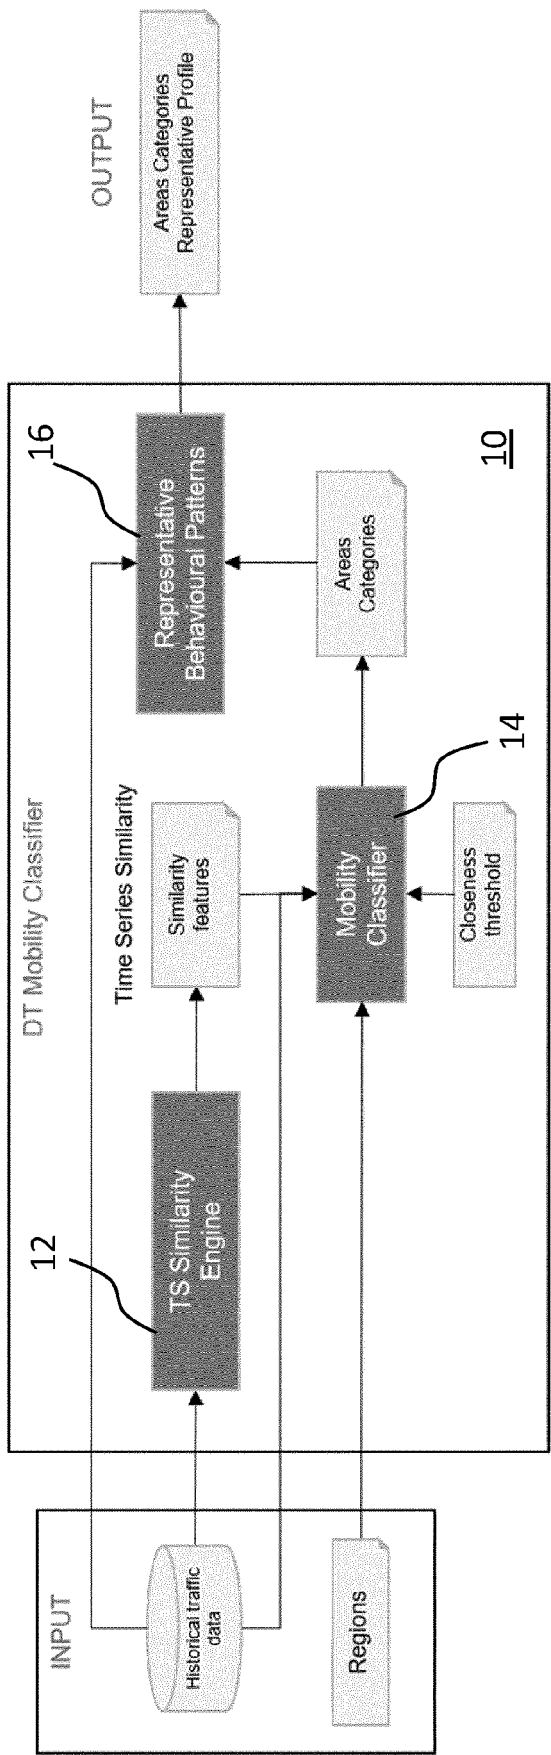 INPUT
Historical traffic
data
Regions
DT Mobility Classifier
12
TS Similarity
Engine
Time Series Similarity
Similarity
features
Mobility
Classifier
14
Closeness
threshold
16
Representative
Behavioural Patterns
Areas
Categories
10
OUTPUT
Areas Categories
Representative Profile